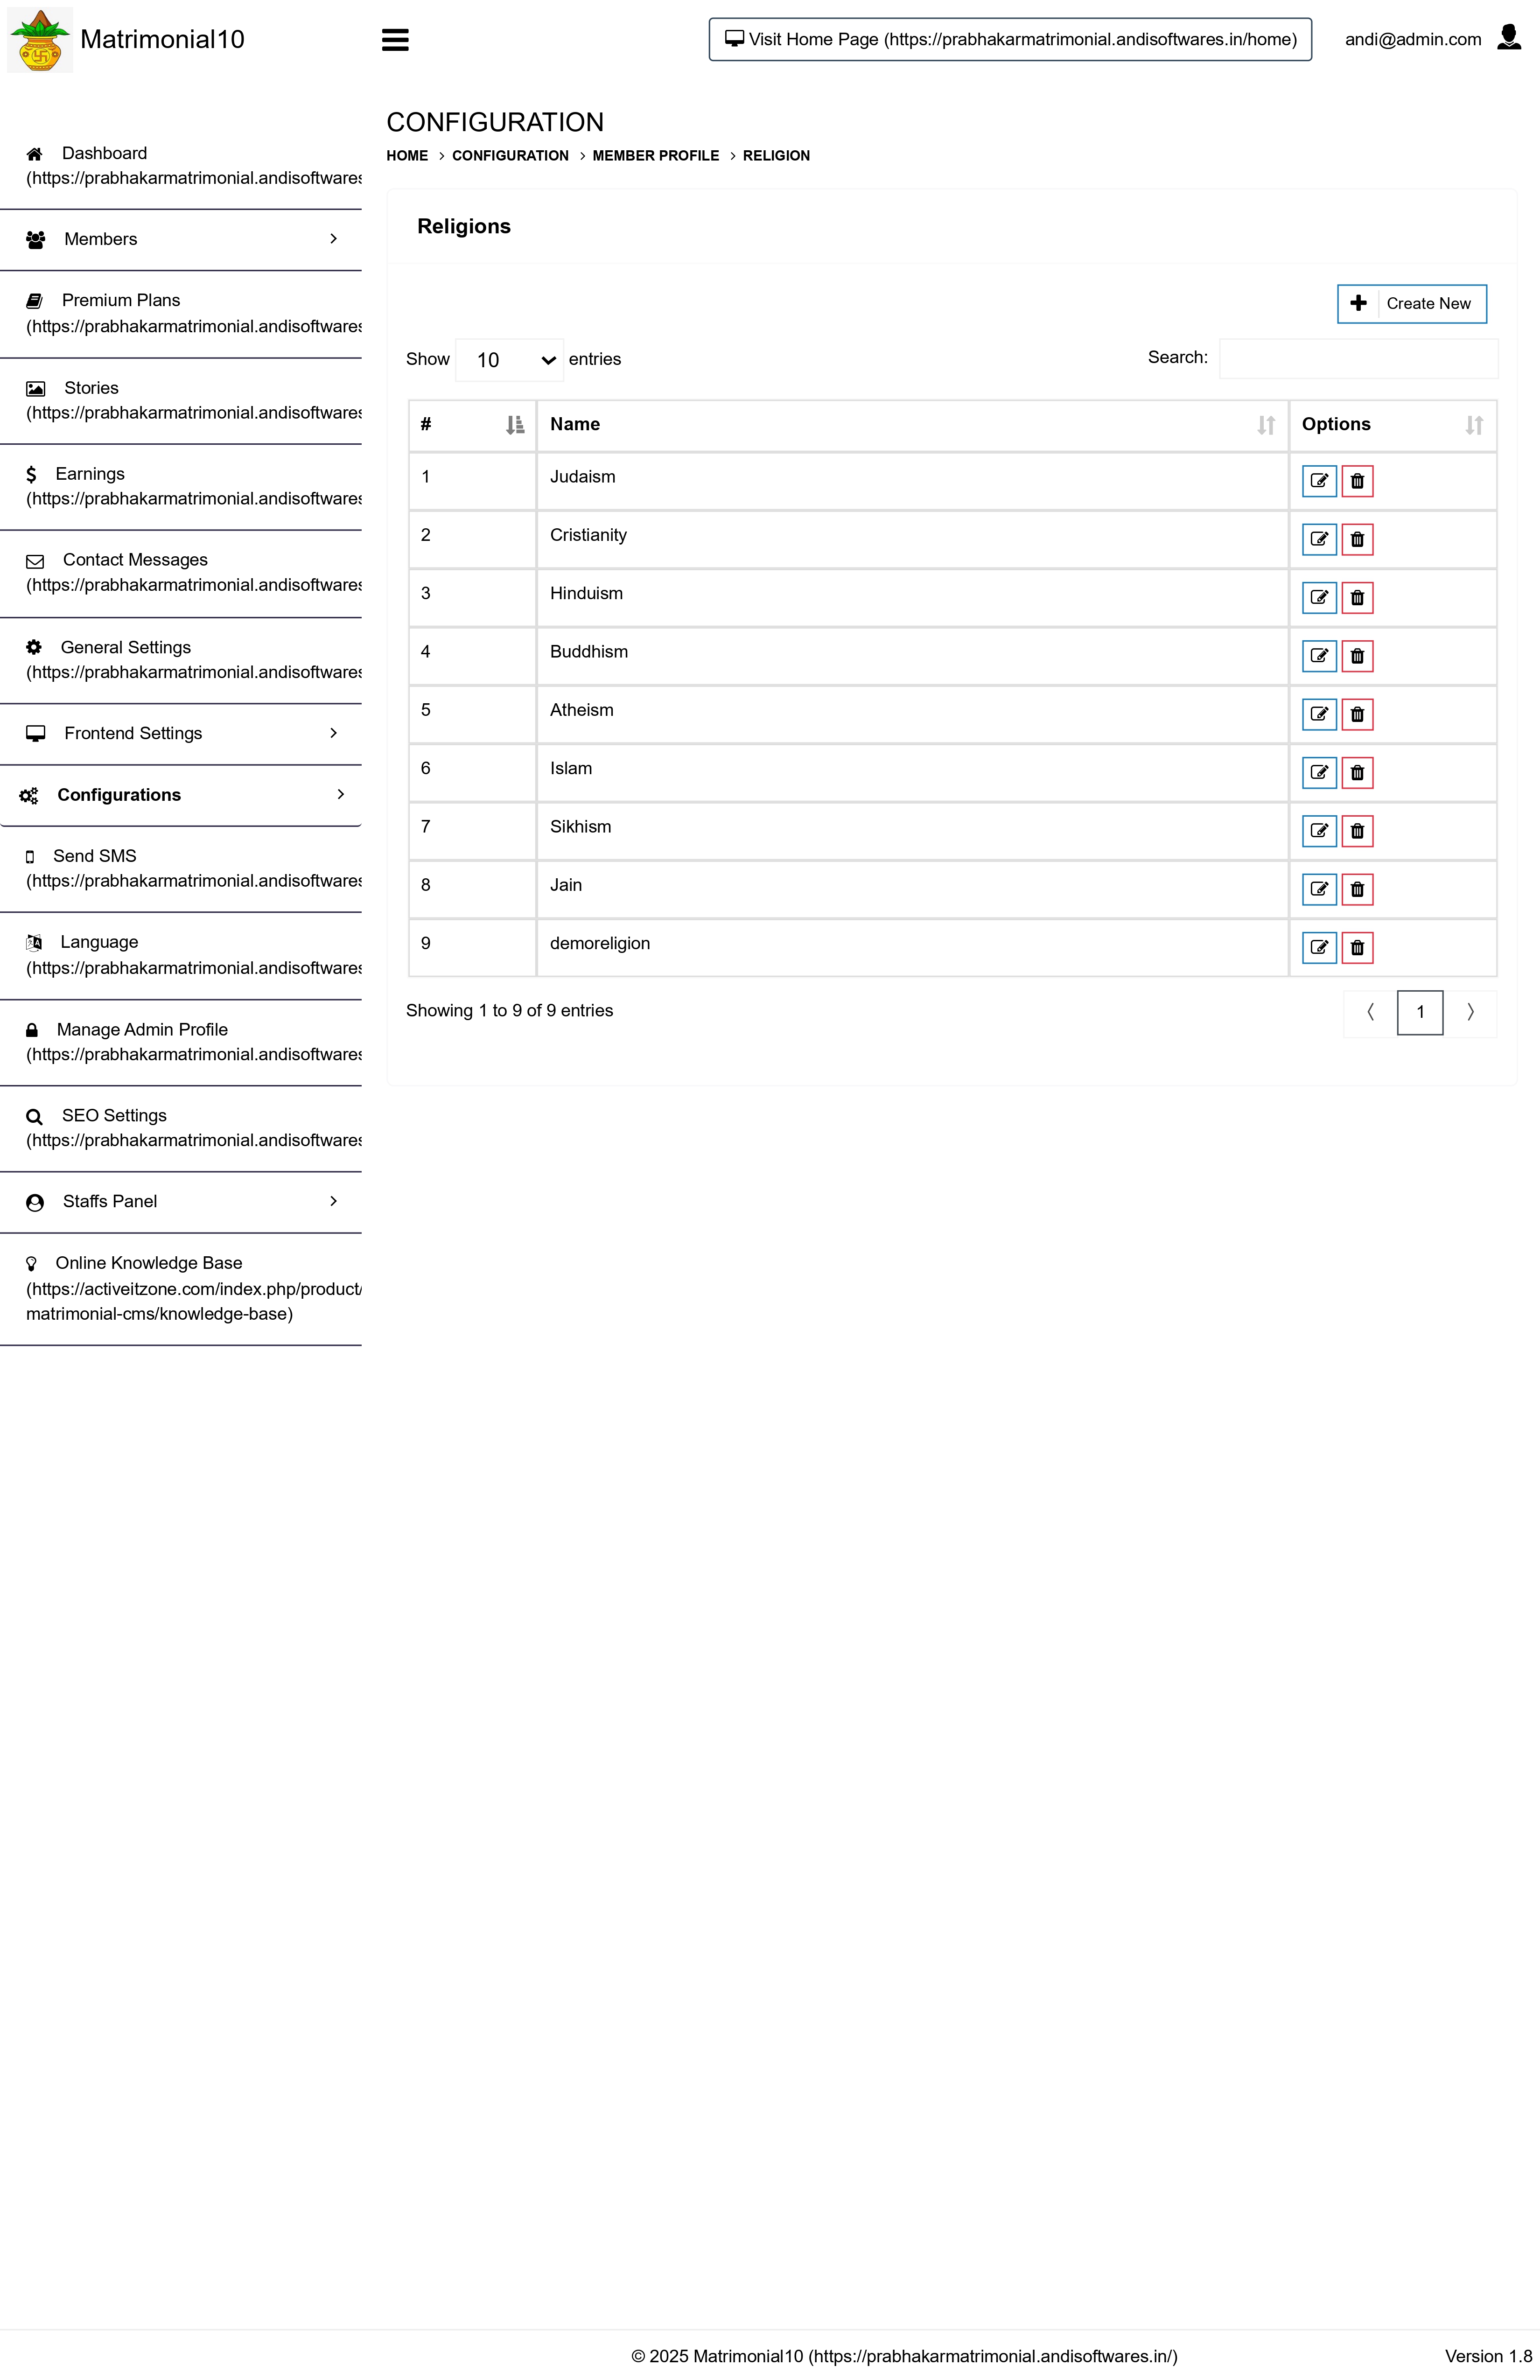 Matrimonial10
Visit Home Page (https://prabhakarmatrimonial.andisoftwares.in/home)
andi@admin.com
Dashboard
(https://prabhakarmatrimonial.andisoftwares
Members
Premium Plans
(https://prabhakarmatrimonial.andisoftwares
Stories
(https://prabhakarmatrimonial.andisoftwares
Earnings
(https://prabhakarmatrimonial.andisoftwares
Contact Messages
(https://prabhakarmatrimonial.andisoftwares
General Settings
(https://prabhakarmatrimonial.andisoftwares
Frontend Settings
Configurations
Send SMS
(https://prabhakarmatrimonial.andisoftwares
Language
(https://prabhakarmatrimonial.andisoftwares
Manage Admin Profile
(https://prabhakarmatrimonial.andisoftwares
SEO Settings
(https://prabhakarmatrimonial.andisoftwares
Staffs Panel
Online Knowledge Base
(https://activeitzone.com/index.php/product/
matrimonial-cms/knowledge-base)
CONFIGURATION
HOME > CONFIGURATION > MEMBER PROFILE > RELIGION
Religions
Create New
Show 10 entries
Search:
# Name Options
1 Judaism
2 Cristianity
3 Hinduism
4 Buddhism
5 Atheism
6 Islam
7 Sikhism
8 Jain
9 demoreligion
Showing 1 to 9 of 9 entries
1
© 2025 Matrimonial10 (https://prabhakarmatrimonial.andisoftwares.in/)
Version 1.8